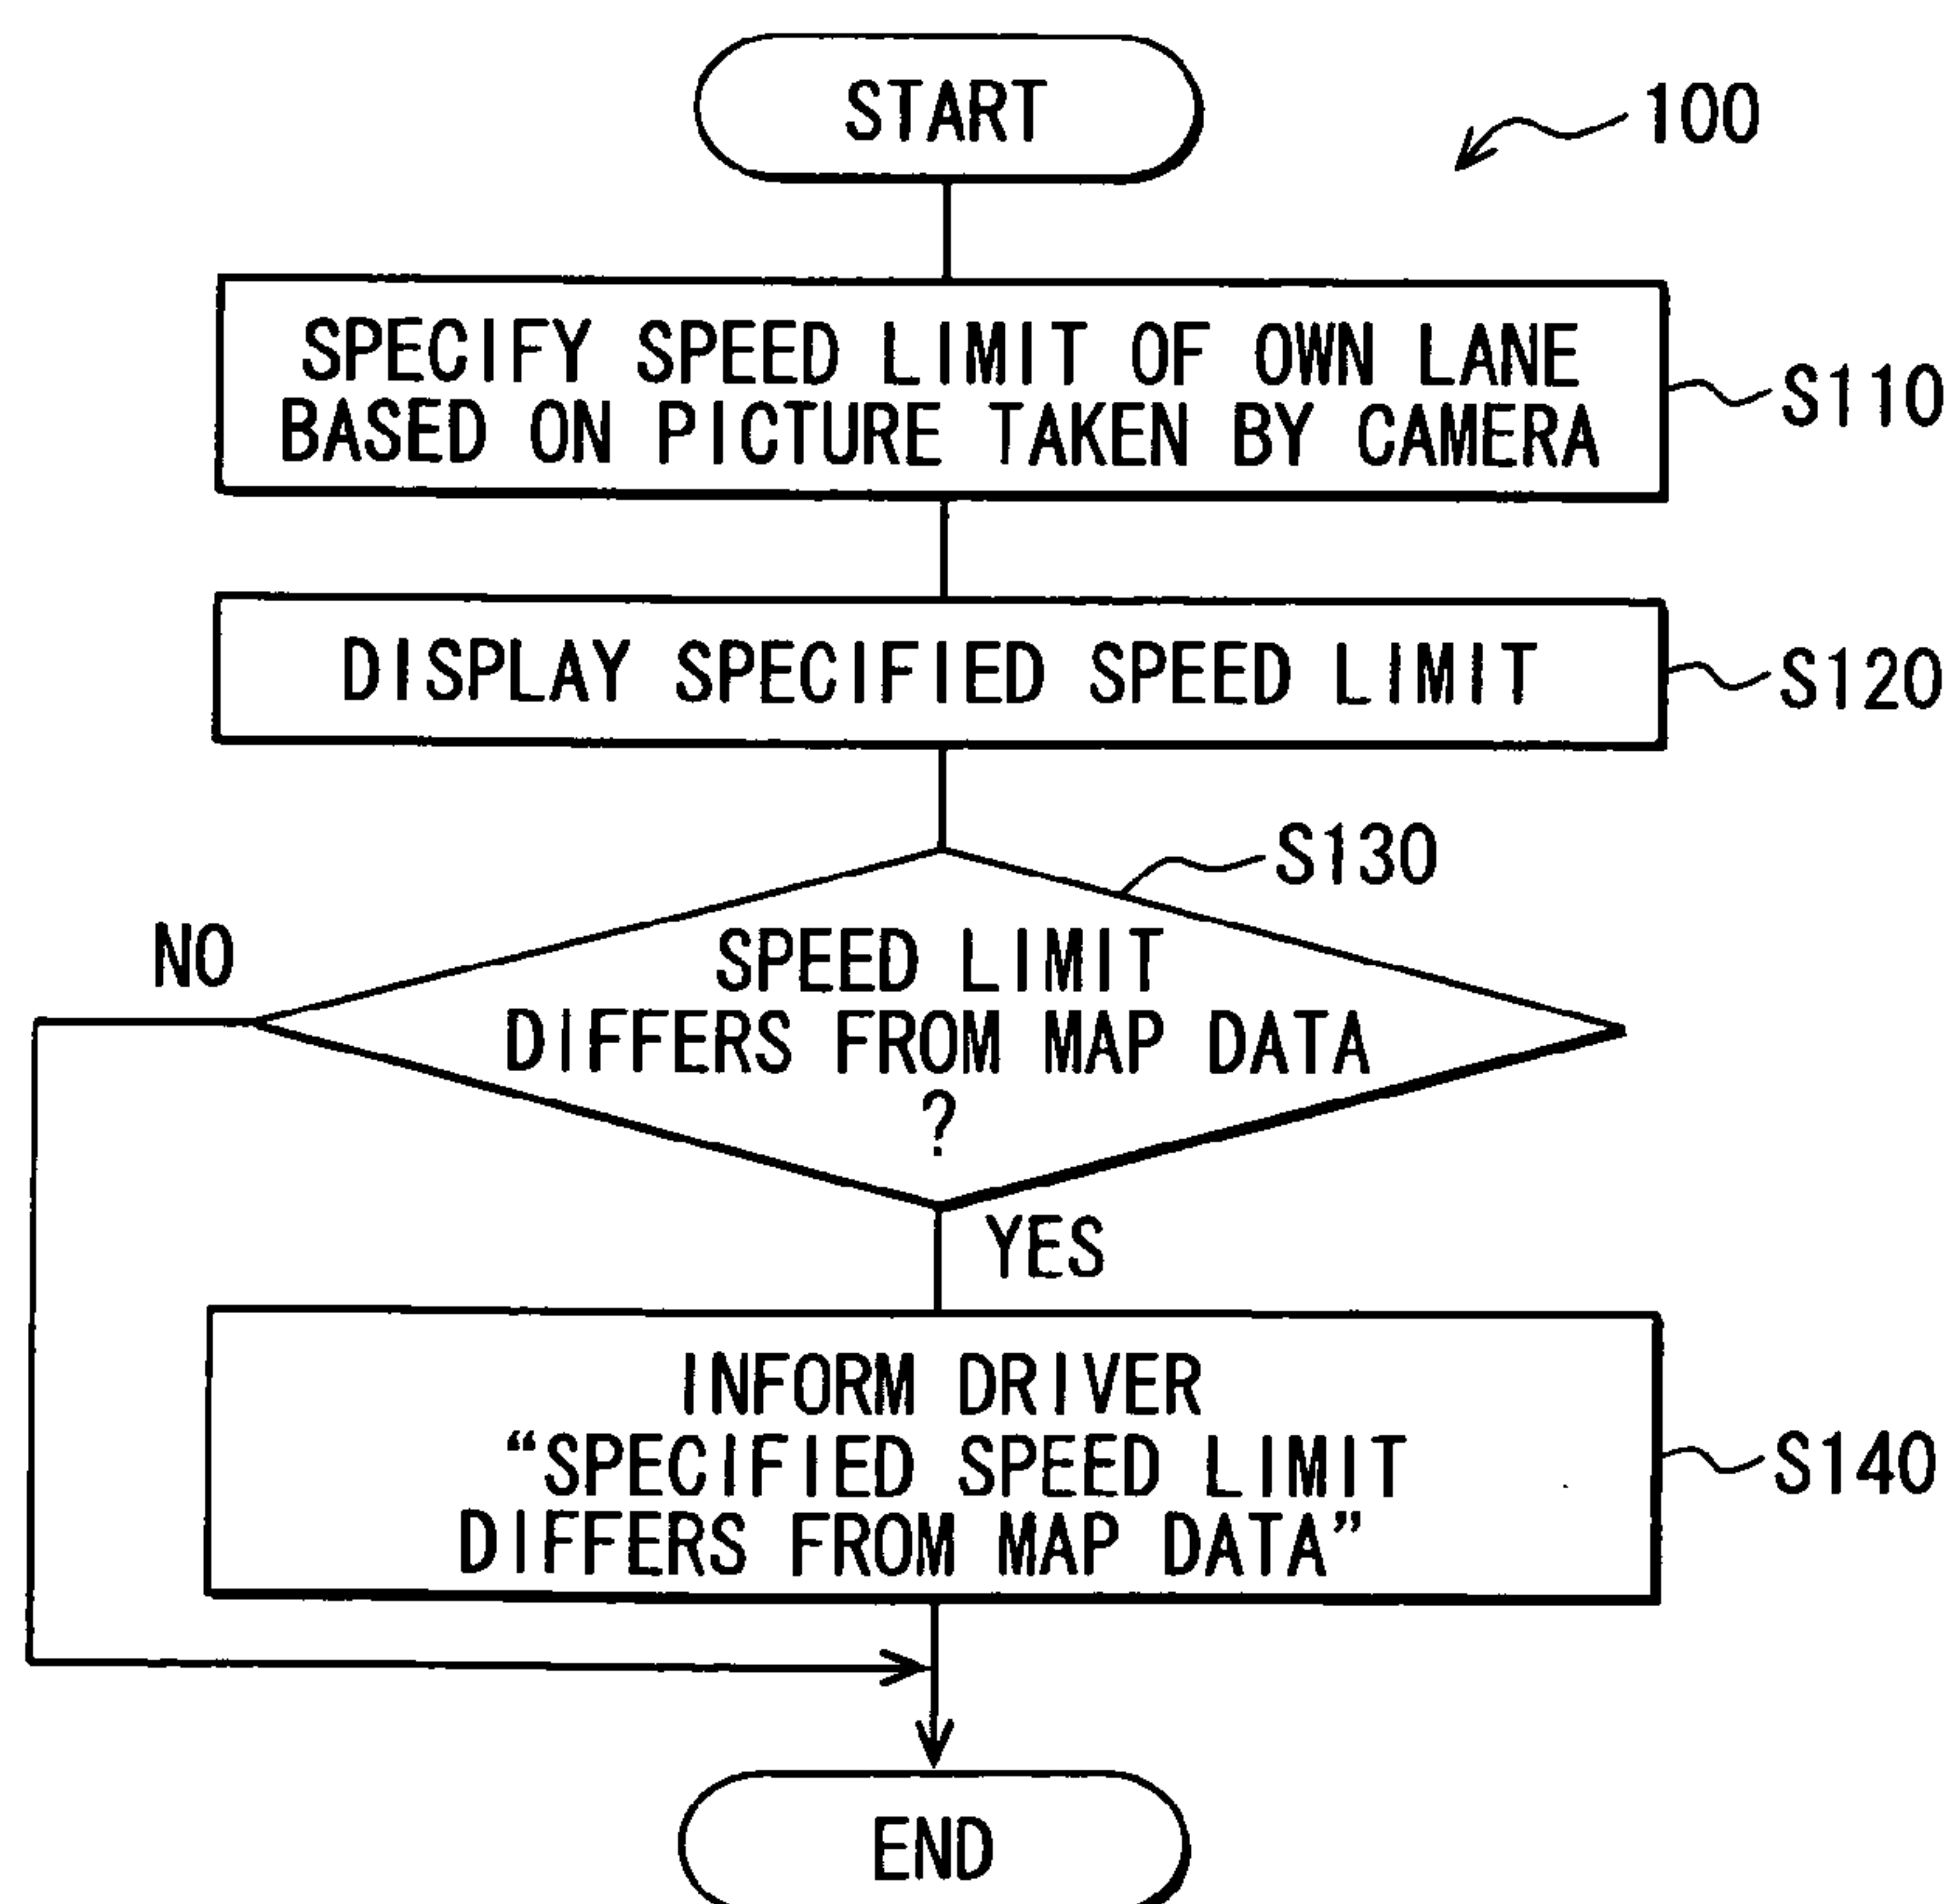 START
100
SPECIFY SPEED LIMIT OF OWN LANE
BASED ON PICTURE TAKEN BY CAMERA
S110
DISPLAY SPECIFIED SPEED LIMIT
S120
S130
NO
SPEED LIMIT
DIFFERS FROM MAP DATA
?
YES
INFORM DRIVER
“SPECIFIED SPEED LIMIT
DIFFERS FROM MAP DATA”
S140
END